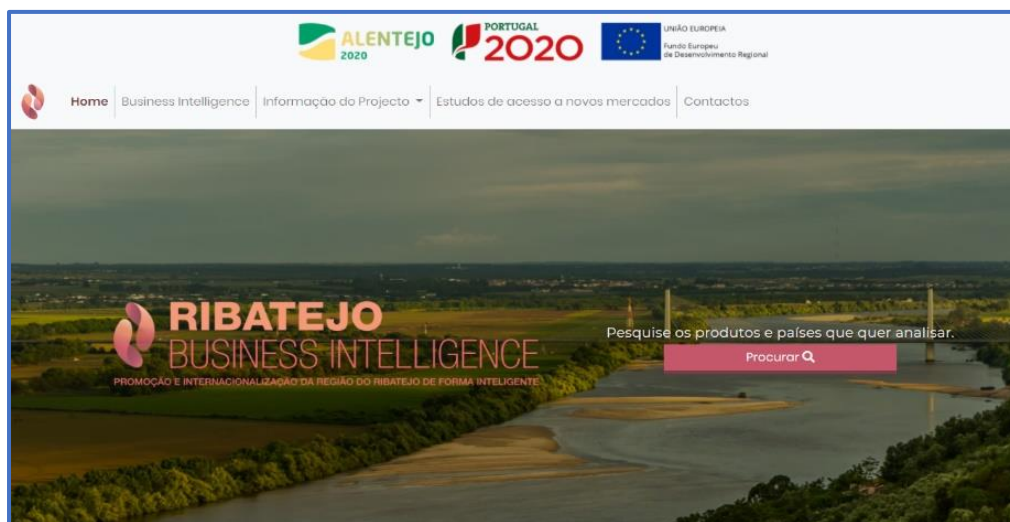 ALENTEJO
2020
PORTUGAL
2020
UNIÃO EUROPEIA
Fundo Europeu
de Desenvolvimento Regional
Home Business Intelligence Informação do Projecto Estudos de acesso a novos mercados Contactos
RIBATEJO
BUSINESS INTELLIGENCE
PROMOÇÃO E INTERNACIONALIZAÇÃO DA REGIÃO DO RIBATEJO DE FORMA INTELIGENTE
Pesquise os produtos e países que quer analisar.
Procurar